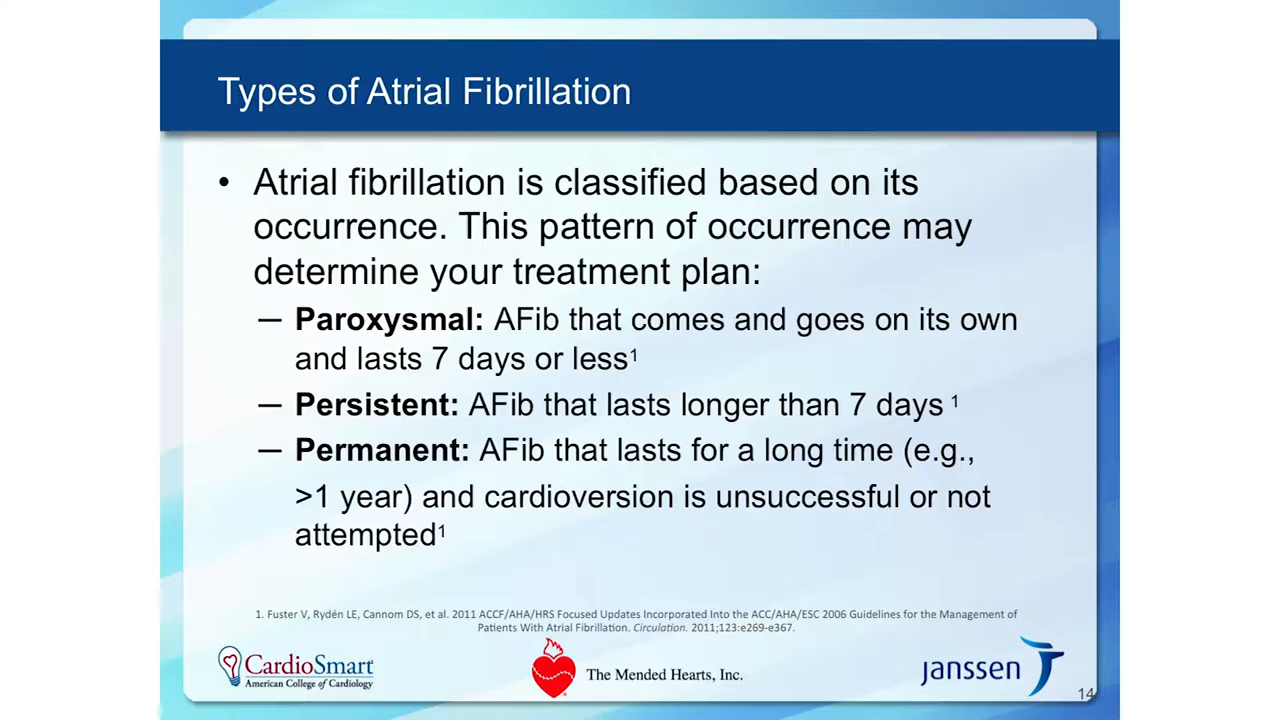 Types of Atrial Fibrillation
• Atrial fibrillation is classified based on its
occurrence. This pattern of occurrence may
determine your treatment plan:
— Paroxysmal: AFib that comes and goes on its own
and lasts 7 days or less¹
— Persistent: AFib that lasts longer than 7 days ¹
— Permanent: AFib that lasts for a long time (e.g.,
>1 year) and cardioversion is unsuccessful or not
attempted¹
1. Fuster V, Rydén LE, Cannom DS, et al. 2011 ACCF/AHA/HRS Focused Updates Incorporated Into the ACC/AHA/ESC 2006 Guidelines for the Management of
Patients With Atrial Fibrillation. Circulation. 2011;123:e269-e367.
CardioSmart
American College of Cardiology
The Mended Hearts, Inc.
janssen
14